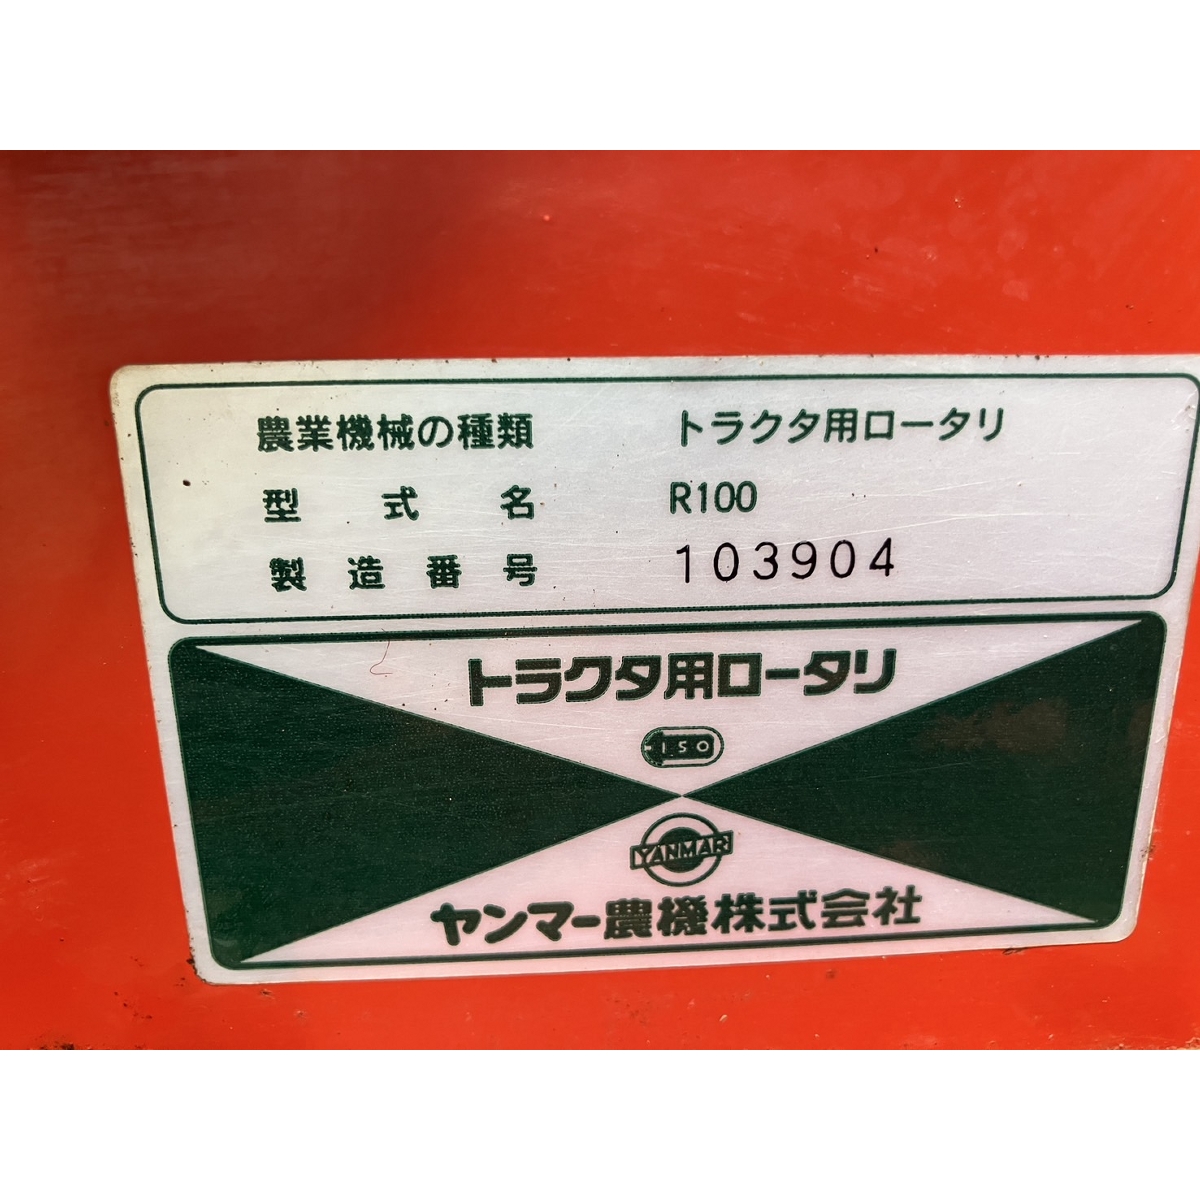 農業機械の種類 トラクタ用ロータリ
型式名 R100
製造番号 103904
トラクタ用ロータリ
ISO
YANMAR
ヤンマー農機株式会社